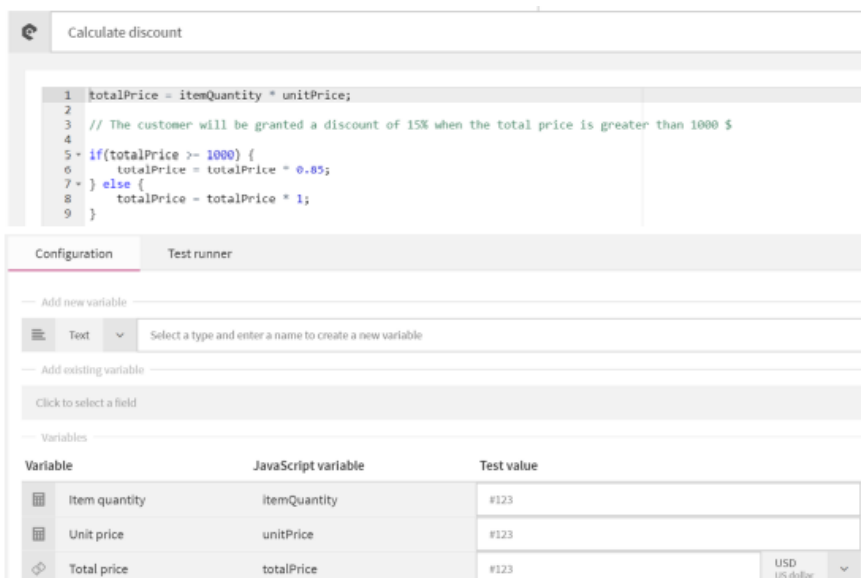 Calculate discount
1 totalPrice = itemQuantity * unitPrice;
2
3 // The customer will be granted a discount of 15% when the total price is greater than 1000 $
4
5 if(totalPrice >= 1000) {
6 totalPrice = totalPrice * 0.85;
7 } else {
8 totalPrice = totalPrice * 1;
9 }
Configuration Test runner
Add new variable
Text Select a type and enter a name to create a new variable
Add existing variable
Click to select a field
Variables
Variable JavaScript variable Test value
Item quantity itemQuantity #123
Unit price unitPrice #123
Total price totalPrice #123 USD
US dollar